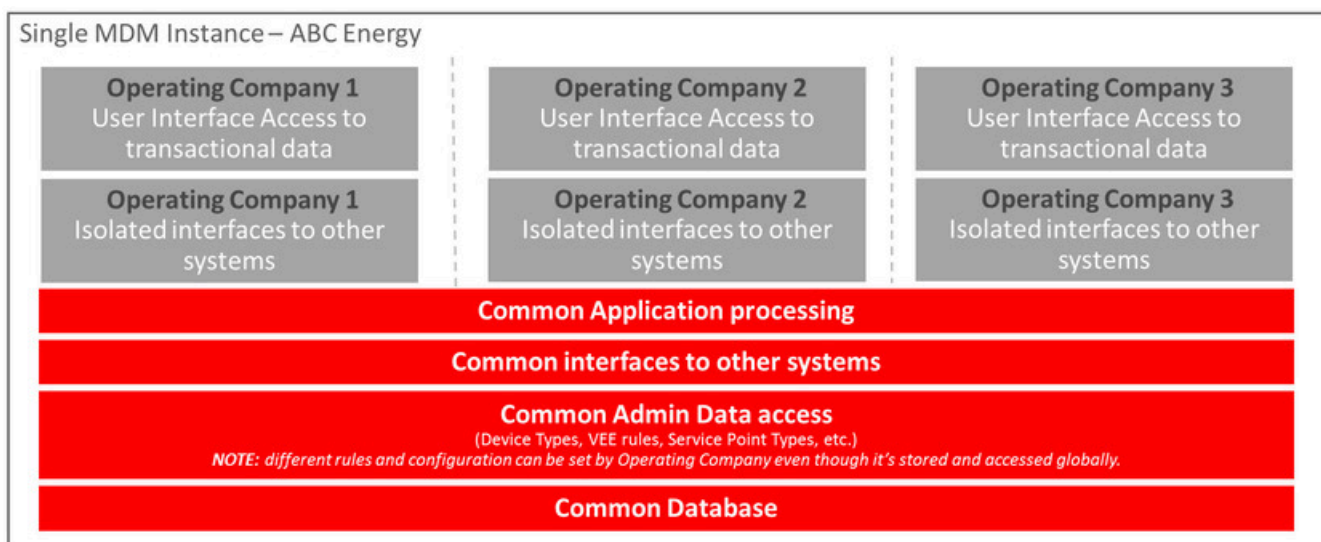 Single MDM Instance – ABC Energy
Operating Company 1
User Interface Access to
transactional data
Operating Company 2
User Interface Access to
transactional data
Operating Company 3
User Interface Access to
transactional data
Operating Company 1
Isolated interfaces to other
systems
Operating Company 2
Isolated interfaces to other
systems
Operating Company 3
Isolated interfaces to other
systems
Common Application processing
Common interfaces to other systems
Common Admin Data access
(Device Types, VEE rules, Service Point Types, etc.)
NOTE: different rules and configuration can be set by Operating Company even though it’s stored and accessed globally.
Common Database